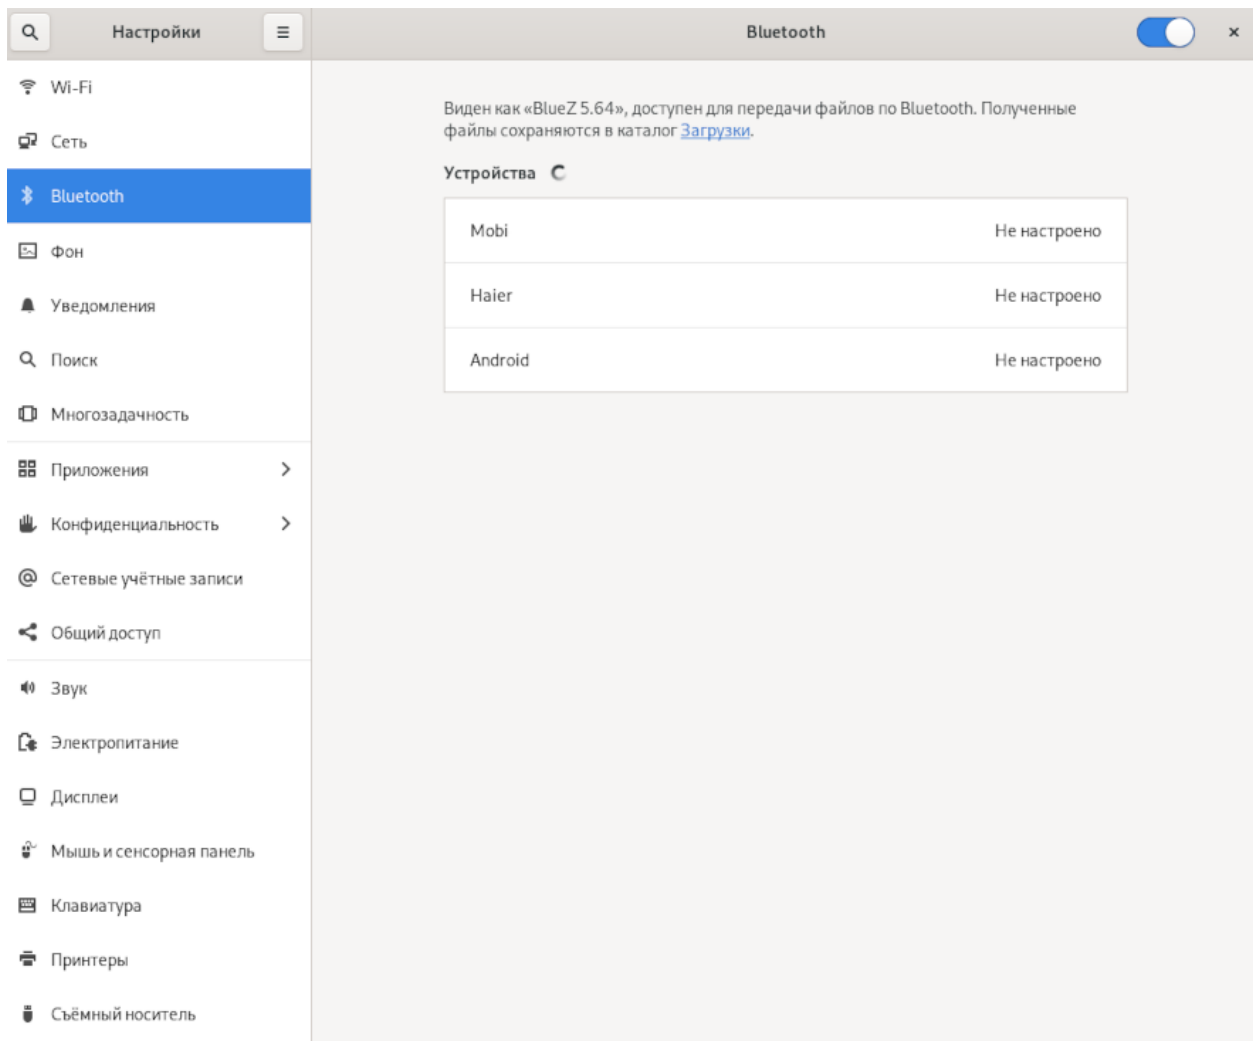 Настройки
Bluetooth
Wi-Fi
Сеть
Bluetooth
Фон
Уведомления
Поиск
Многозадачность
Приложения
Конфиденциальность
Сетевые учётные записи
Общий доступ
Звук
Электропитание
Дисплеи
Мышь и сенсорная панель
Клавиатура
Принтеры
Съёмный носитель
Виден как «BlueZ 5.64», доступен для передачи файлов по Bluetooth. Полученные
файлы сохраняются в каталог Загрузки.
Устройства
Mobi Не настроено
Haier Не настроено
Android Не настроено